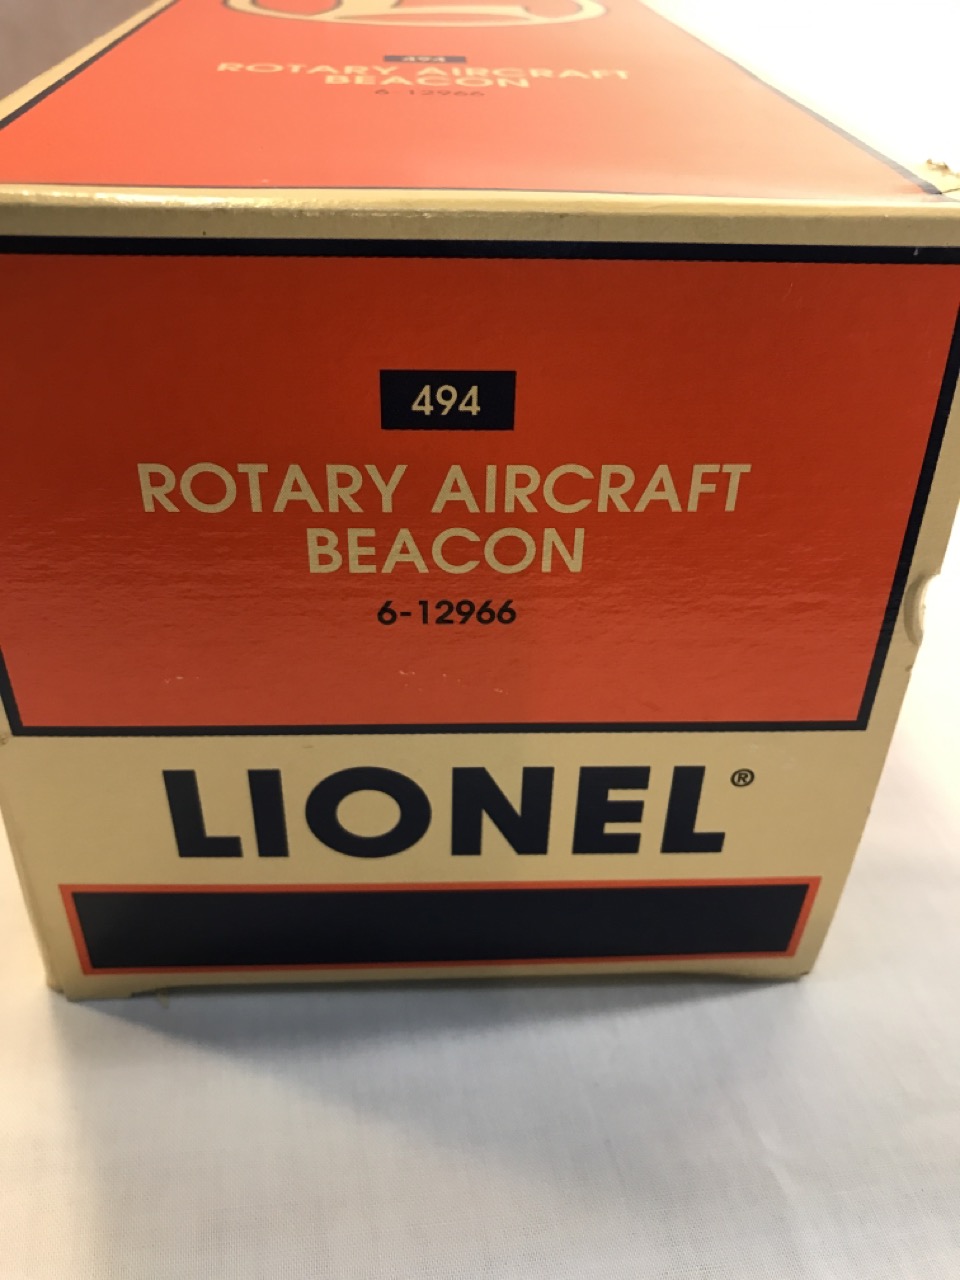 494
ROTARY AIRCRAFT
BEACON
6-12966
494
ROTARY AIRCRAFT
BEACON
6-12966
LIONEL®